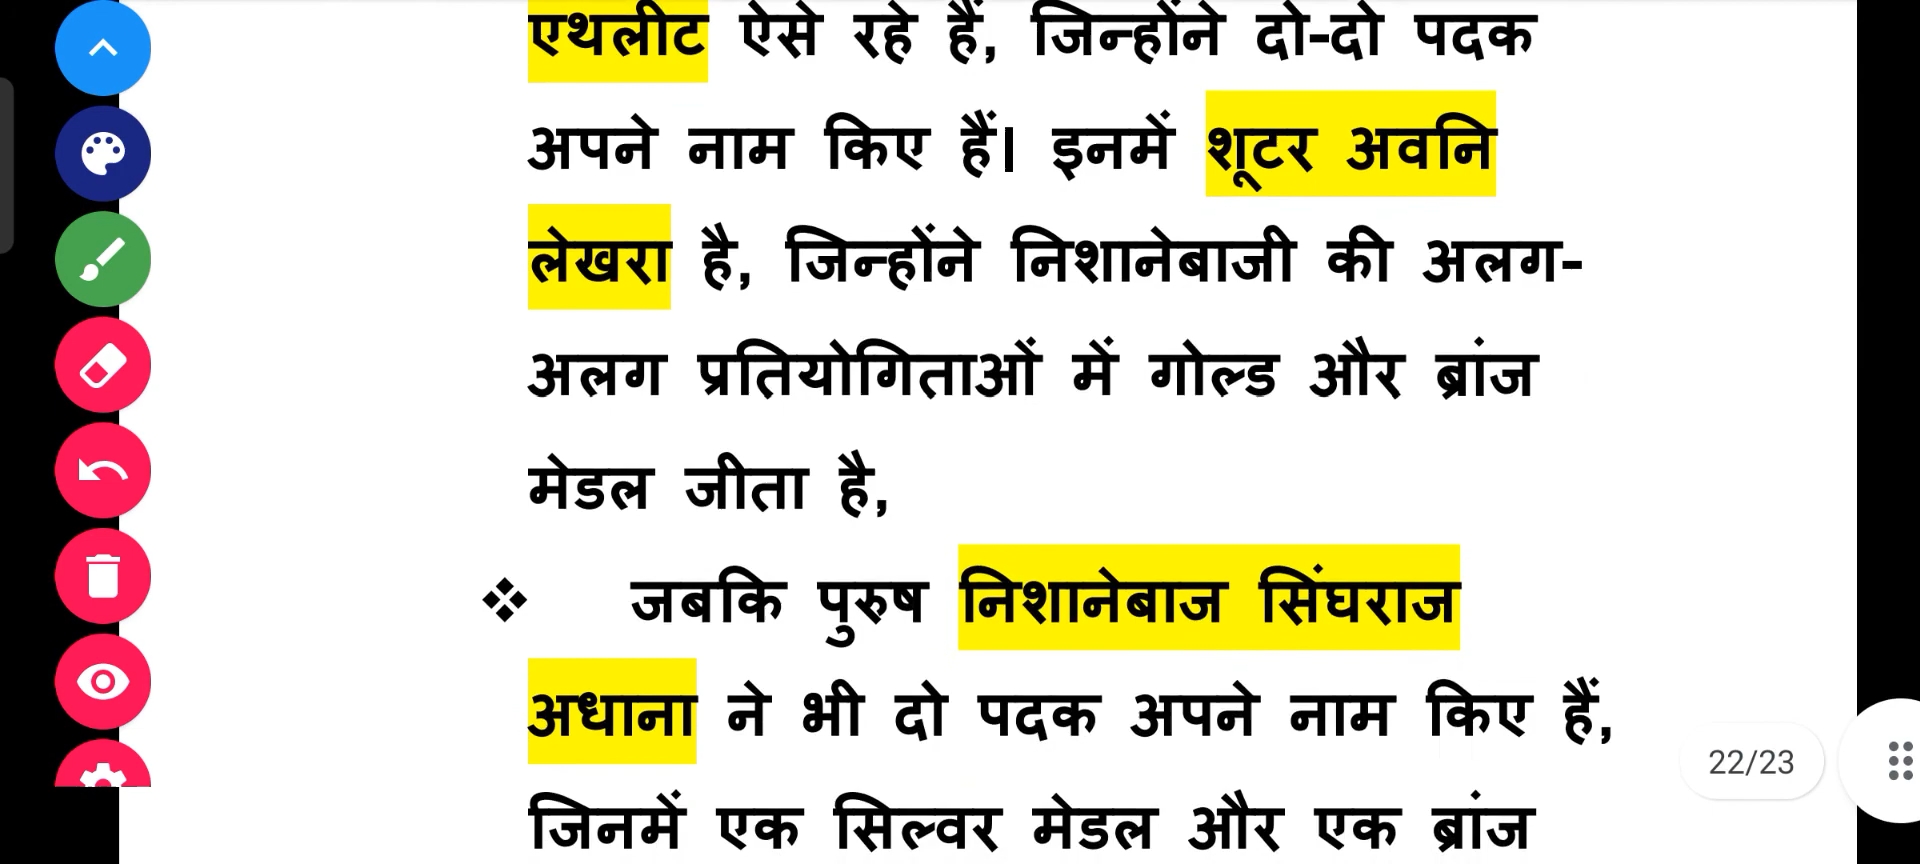 एथलीट ऐसे रहे हैं, जिन्होंने दो-दो पदक
अपने नाम किए हैं। इनमें शूटर अवनि
लेखरा है, जिन्होंने निशानेबाजी की अलग-
अलग प्रतियोगिताओं में गोल्ड और ब्रांज
मेडल जीता है,
❖ जबकि पुरुष निशानेबाज सिंघराज
अधाना ने भी दो पदक अपने नाम किए हैं,
22/23
जिनमें एक सिल्वर मेडल और एक ब्रांज